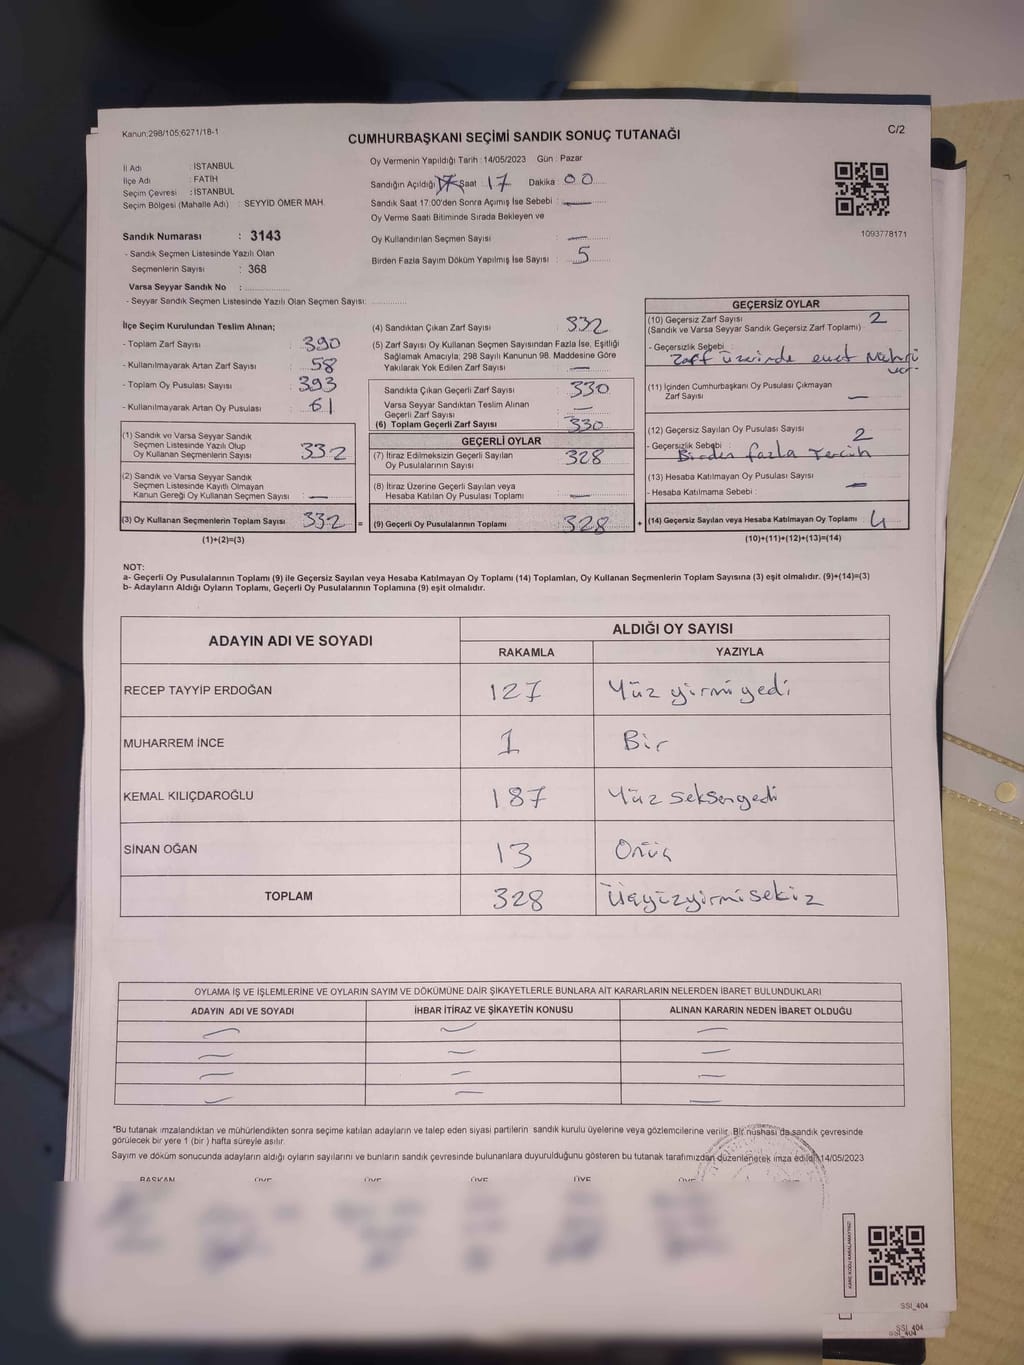 Kanun:298/105;6271/18-1
C/2
CUMHURBAŞKANI SEÇİMİ SANDIK SONUÇ TUTANAĞI
İl Adı : İSTANBUL
İlçe Adı : FATİH
Seçim Çevresi : İSTANBUL
Seçim Bölgesi (Mahalle Adı) : SEYYİD ÖMER MAH.
Oy Vermenin Yapıldığı Tarih : 14/05/2023 Gün : Pazar
Sandığın Açıldığı Saat 17 Dakika 00
Sandık Saat 17:00'den Sonra Açımış İse Sebebi : —
Oy Verme Saati Bitiminde Sırada Bekleyen ve
Oy Kullandırılan Seçmen Sayısı : —
Birden Fazla Sayım Döküm Yapılmış İse Sayısı : 5
1093778171
Sandık Numarası : 3143
- Sandık Seçmen Listesinde Yazılı Olan
Seçmenlerin Sayısı : 368
Varsa Seyyar Sandık No :
- Seyyar Sandık Seçmen Listesinde Yazılı Olan Seçmen Sayısı:
İlçe Seçim Kurulundan Teslim Alınan;
- Toplam Zarf Sayısı : 390
- Kullanılmayarak Artan Zarf Sayısı : 58
- Toplam Oy Pusulası Sayısı : 393
- Kullanılmayarak Artan Oy Pusulası : 61
(1) Sandık ve Varsa Seyyar Sandık
Seçmen Listesinde Yazılı Olup
Oy Kullanan Seçmenlerin Sayısı 332
(2) Sandık ve Varsa Seyyar Sandık
Seçmen Listesinde Kayıtlı Olmayan
Kanun Gereği Oy Kullanan Seçmen Sayısı : —
(3) Oy Kullanan Seçmenlerin Toplam Sayısı 332 =
(1)+(2)=(3)
(4) Sandıktan Çıkan Zarf Sayısı : 332
(5) Zarf Sayısı Oy Kullanan Seçmen Sayısından Fazla İse, Eşitliği
Sağlamak Amacıyla; 298 Sayılı Kanunun 98. Maddesine Göre
Yakılarak Yok Edilen Zarf Sayısı : —
Sandıkta Çıkan Geçerli Zarf Sayısı : 330
Varsa Seyyar Sandıktan Teslim Alınan
Geçerli Zarf Sayısı : —
(6) Toplam Geçerli Zarf Sayısı : 330
GEÇERLİ OYLAR
(7) İtiraz Edilmeksizin Geçerli Sayılan
Oy Pusulalarının Sayısı : 328
(8) İtiraz Üzerine Geçerli Sayılan veya
Hesaba Katılan Oy Pusulası Toplamı : —
(9) Geçerli Oy Pusulalarının Toplamı : 328 +
GEÇERSİZ OYLAR
(10) Geçersiz Zarf Sayısı : 2
(Sandık ve Varsa Seyyar Sandık Geçersiz Zarf Toplamı)
- Geçersizlik Sebebi :
Zarf üzerinde evet Mührü
var.
(11) İçinden Cumhurbaşkanı Oy Pusulası Çıkmayan
Zarf Sayısı : —
(12) Geçersiz Sayılan Oy Pusulası Sayısı : 2
- Geçersizlik Sebebi :
Birden fazla tercih
(13) Hesaba Katılmayan Oy Pusulası Sayısı : —
- Hesaba Katılmama Sebebi :
(14) Geçersiz Sayılan veya Hesaba Katılmayan Oy Toplamı : 4
(10)+(11)+(12)+(13)=(14)
NOT:
a- Geçerli Oy Pusulalarının Toplamı (9) ile Geçersiz Sayılan veya Hesaba Katılmayan Oy Toplamı (14) Toplamları, Oy Kullanan Seçmenlerin Toplam Sayısına (3) eşit olmalıdır. (9)+(14)=(3)
b- Adayların Aldığı Oyların Toplamı, Geçerli Oy Pusulalarının Toplamına (9) eşit olmalıdır.
ADAYIN ADI VE SOYADI
ALDIĞI OY SAYISI
RAKAMLA YAZIYLA
RECEP TAYYİP ERDOĞAN 127 Yüz yirmi yedi
MUHARREM İNCE 1 Bir
KEMAL KILIÇDAROĞLU 187 Yüz seksenyedi
SİNAN OĞAN 13 Onüç
TOPLAM 328 Üçyüzyirmisekiz
OYLAMA İŞ VE İŞLEMLERİNE VE OYLARIN SAYIM VE DÖKÜMÜNE DAİR ŞİKAYETLERLE BUNLARA AİT KARARLARIN NELERDEN İBARET BULUNDUKLARI
ADAYIN ADI VE SOYADI İHBAR İTİRAZ VE ŞİKAYETİN KONUSU ALINAN KARARIN NEDEN İBARET OLDUĞU
— — —
— — —
— — —
— — —
*Bu tutanak imzalandıktan ve mühürlendikten sonra seçime katılan adayların ve talep eden siyasi partilerin sandık kurulu üyelerine veya gözlemcilerine verilir. Bir nüshası da sandık çevresinde
görülecek bir yere 1 (bir) hafta süreyle asılır.
Sayım ve döküm sonucunda adayların aldığı oyların sayılarını ve bunların sandık çevresinde bulunanlara duyurulduğunu gösteren bu tutanak tarafımızdan düzenlenerek imza edildi. 14/05/2023
BAŞKAN ÜYE ÜYE ÜYE ÜYE ÜYE
KARE KODU KARALAMAYINIZ!
SSİ_404
SSİ_404
SSİ_404